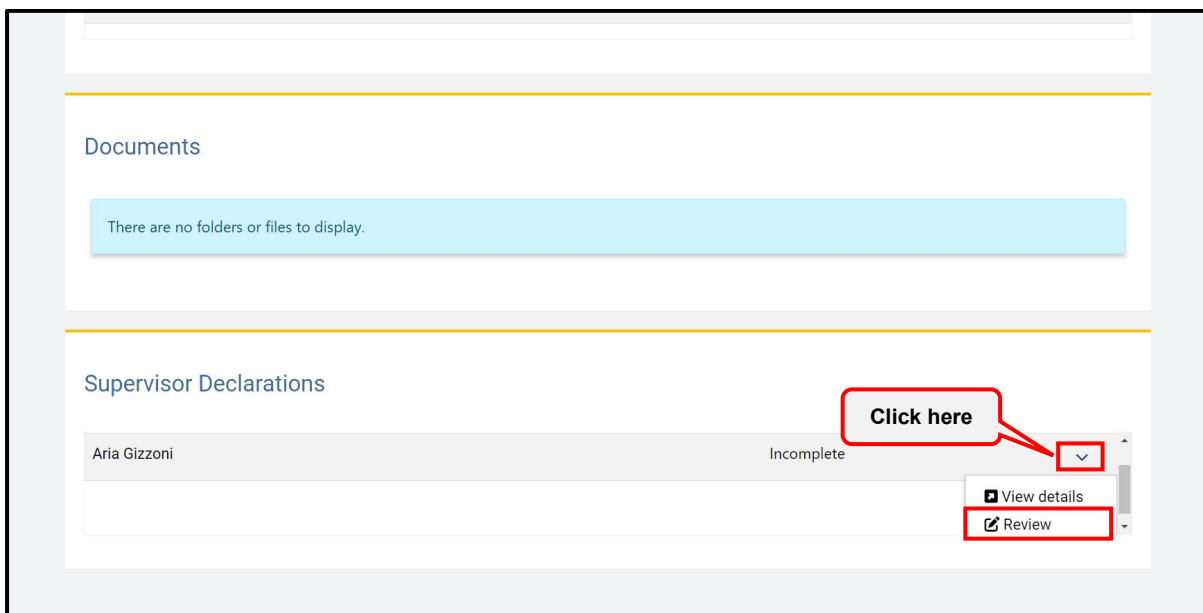 Documents
There are no folders or files to display.
Supervisor Declarations
Click here
Aria Gizzoni Incomplete
View details
Review